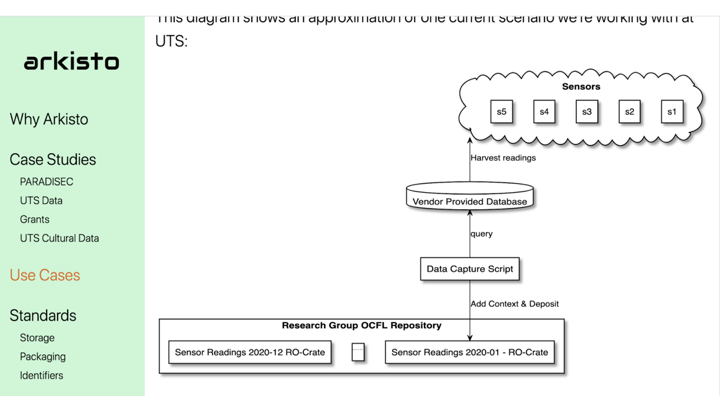 This diagram shows an approximation of one current scenario we're working with at
UTS:
arkisto
Why Arkisto
Case Studies
PARADISEC
UTS Data
Grants
UTS Cultural Data
Use Cases
Standards
Storage
Packaging
Identifiers
Sensors
s5 s4 s3 s2 s1
Harvest readings
Vendor Provided Database
query
Data Capture Script
Add Context & Deposit
Research Group OCFL Repository
Sensor Readings 2020-12 RO-Crate
Sensor Readings 2020-01 - RO-Crate